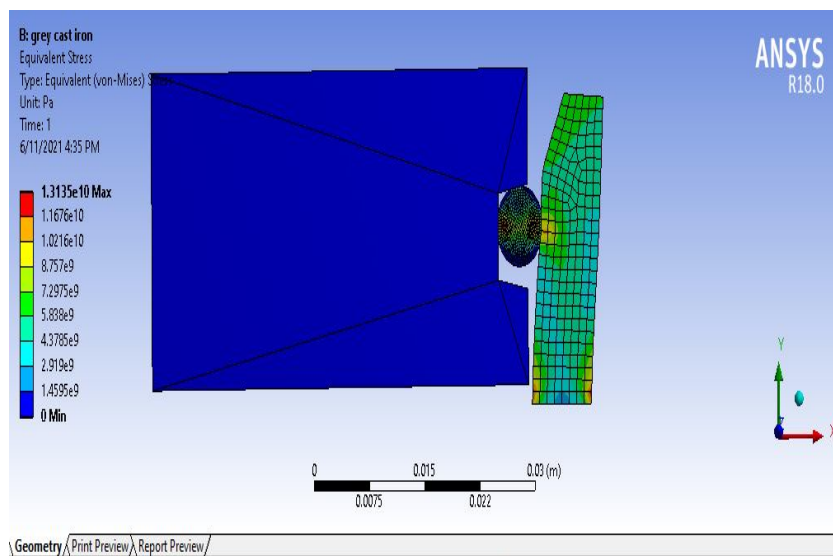 B: grey cast iron
Equivalent Stress
Type: Equivalent (von-Mises) S
Unit: Pa
Time: 1
6/11/2021 4:35 PM
ANSYS
R18.0
1.3135e10 Max
1.1676e10
1.0216e10
8.757e9
7.2975e9
5.838e9
4.3785e9
2.919e9
1.4595e9
0 Min
Y
X
0 0.015 0.03 (m)
0.0075 0.022
Geometry Print Preview Report Preview